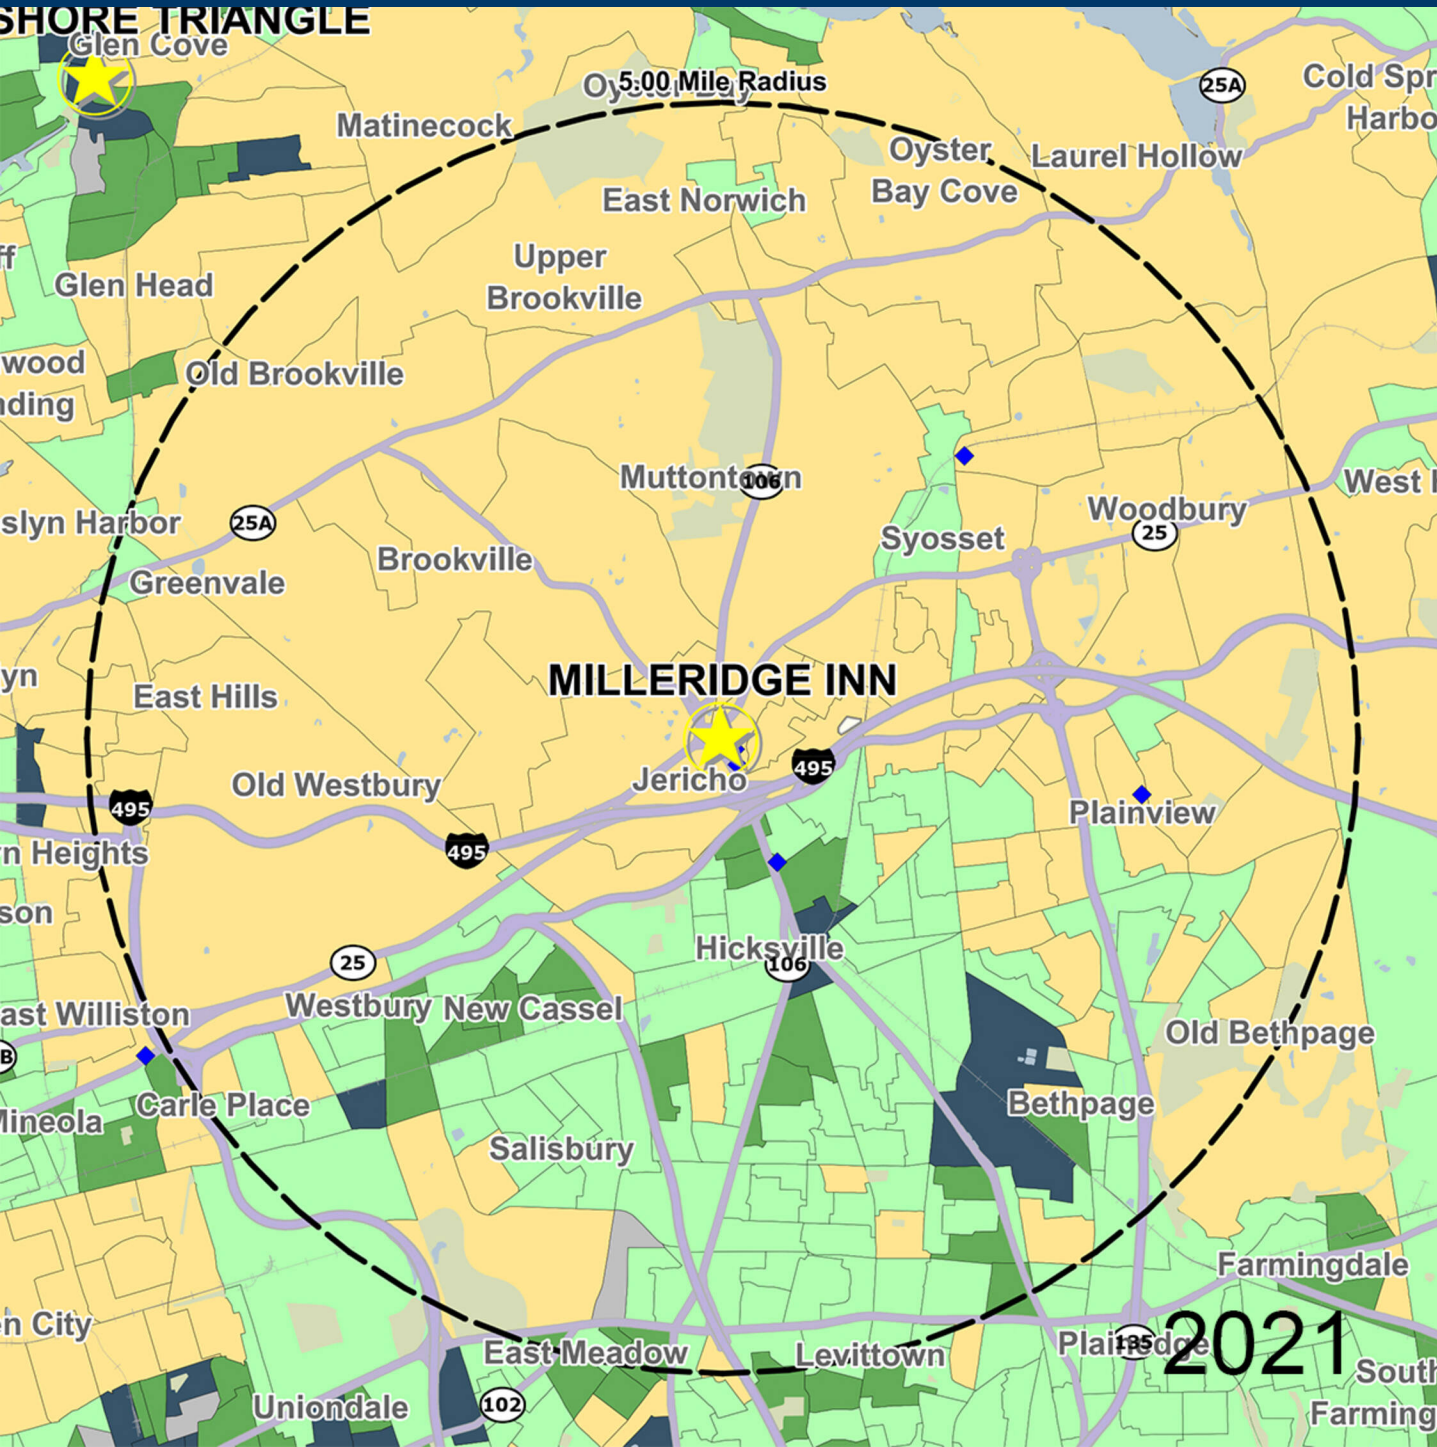 SHORE TRIANGLE
Glen Cove
5.00 Mile Radius
25A
Cold Spr
Harbo
Matinecock
Oyster
Bay Cove
Laurel Hollow
East Norwich
ff
Glen Head
Upper
Brookville
wood
nding
Old Brookville
Muttontown
106
West H
slyn Harbor
25A
Woodbury
25
Syosset
Brookville
Greenvale
yn
East Hills
MILLERIDGE INN
Jericho
495
Old Westbury
495
495
Plainview
n Heights
son
Hicksville
106
25
Westbury
New Cassel
ast Williston
Old Bethpage
B
Carle Place
Mineola
Bethpage
Salisbury
Farmingdale
n City
2021
135
East Meadow
Levittown
South
Farming
Uniondale
102